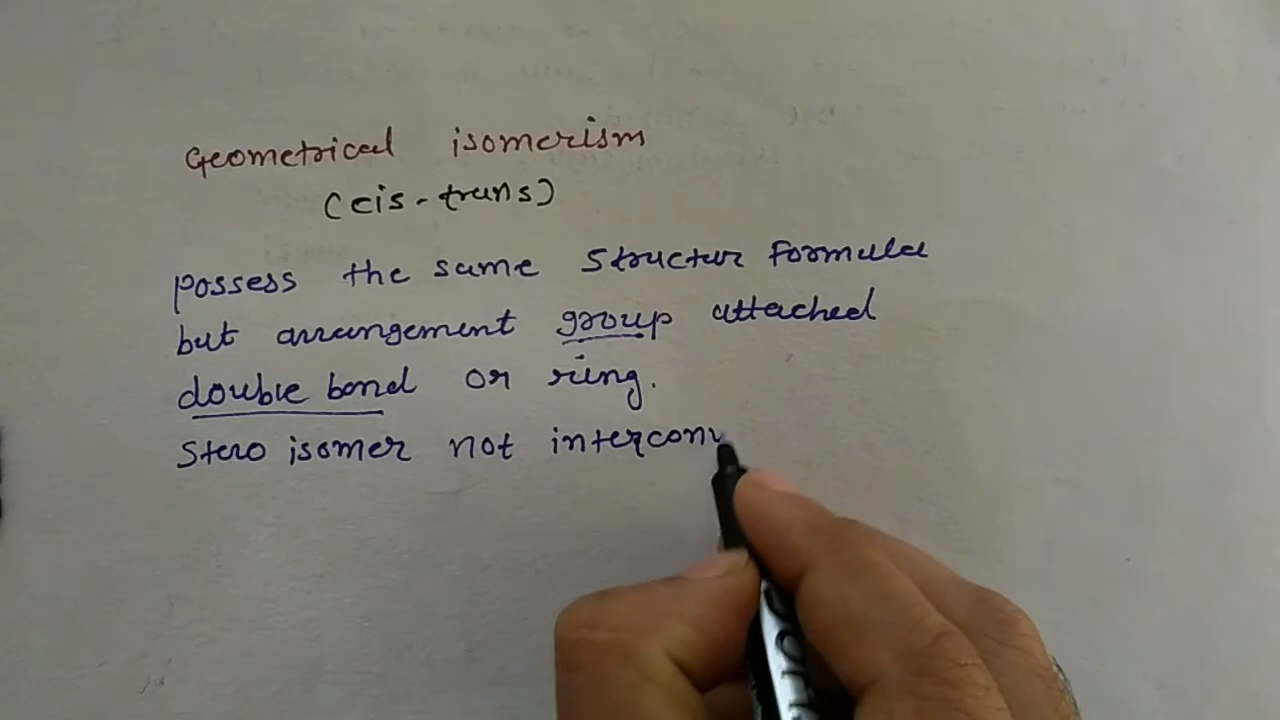 Geometrical isomerism
(cis-trans)
possess the same structur formula
but arrangement group attached
double bond or ring.
Stero isomer not interconv